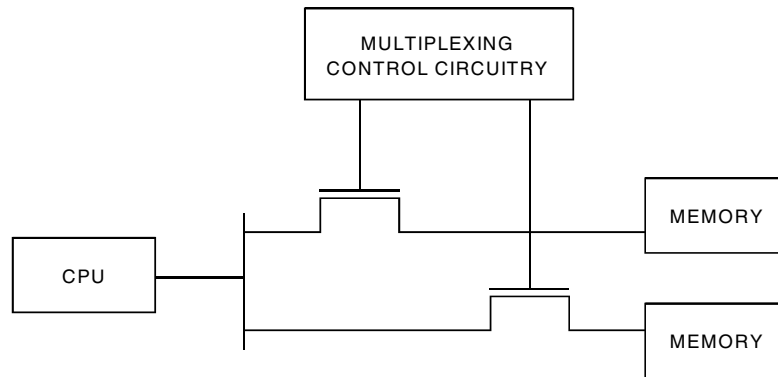 MULTIPLEXING
CONTROL CIRCUITRY
MEMORY
CPU
MEMORY